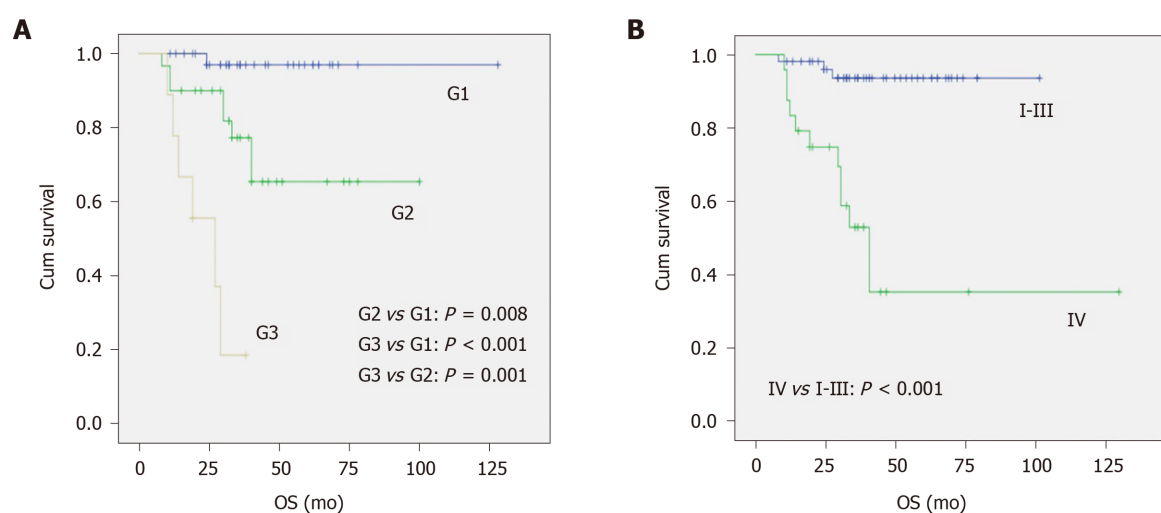 A
Cum survival
1.0
0.8
0.6
0.4
0.2
0.0
G1
G2
G3
G2 vs G1: P = 0.008
G3 vs G1: P < 0.001
G3 vs G2: P = 0.001
0 25 50 75 100 125
OS (mo)
B
Cum survival
1.0
0.8
0.6
0.4
0.2
0.0
I-III
IV
IV vs I-III: P < 0.001
0 25 50 75 100 125
OS (mo)